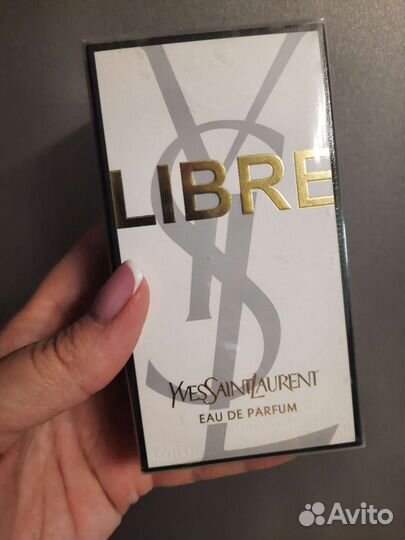 LIBRE
YVESSAINTLAURENT
EAU DE PARFUM
Avito